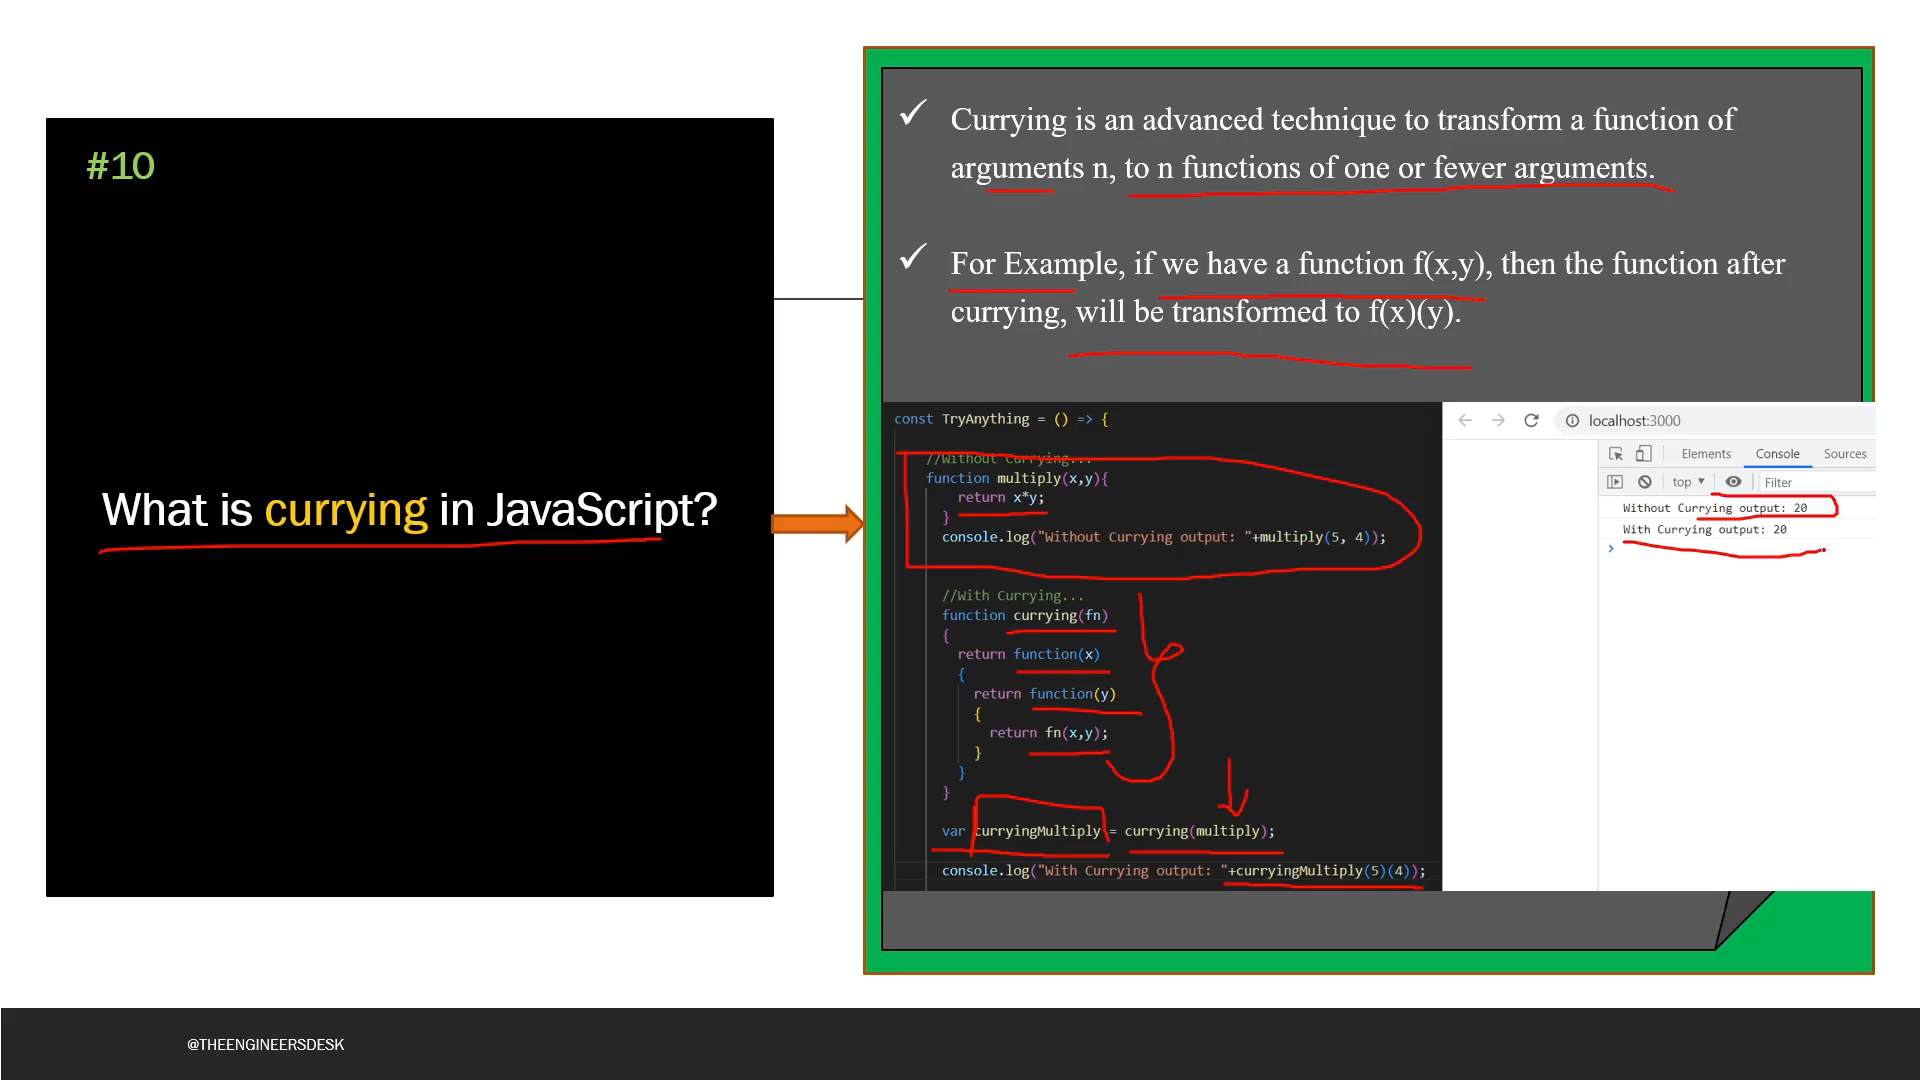 #10
What is currying in JavaScript?
Currying is an advanced technique to transform a function of
arguments n, to n functions of one or fewer arguments.
For Example, if we have a function f(x,y), then the function after
currying, will be transformed to f(x)(y).
const TryAnything = () => {
//Without Currying...
function multiply(x,y){
return x*y;
}
console.log("Without Currying output: "+multiply(5, 4));
//With Currying...
function currying(fn)
{
return function(x)
{
return function(y)
{
return fn(x,y);
}
}
}
var curryingMultiply = currying(multiply);
console.log("With Currying output: "+curryingMultiply(5)(4));
localhost:3000
Elements Console Sources
top Filter
Without Currying output: 20
With Currying output: 20
@THEENGINEERSDESK